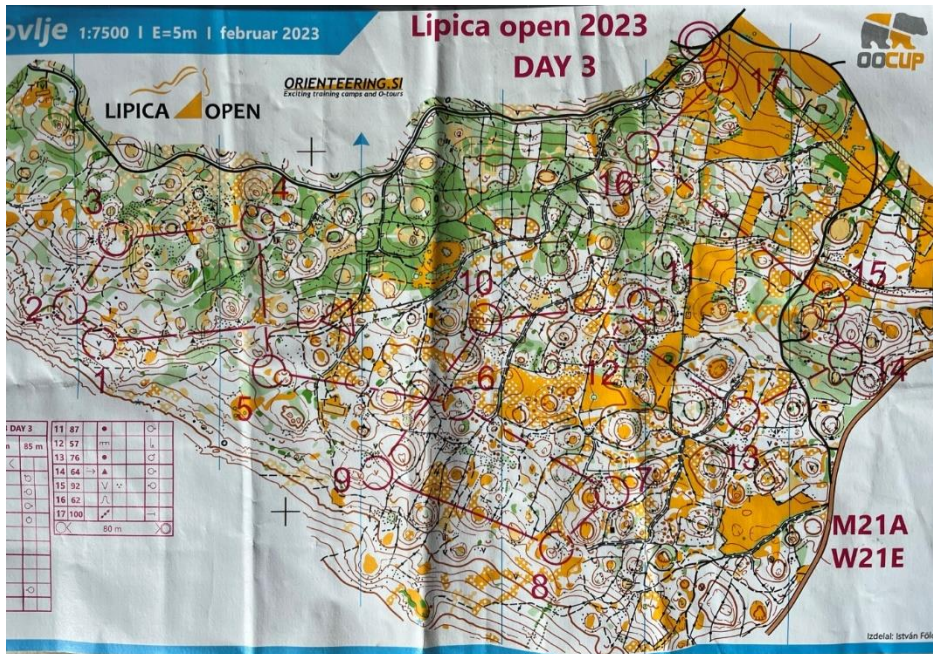 ovlje 1:7500 I E=5m I februar 2023
Lipica open 2023
DAY 3
OOCUP
LIPICA OPEN
ORIENTEERING.SI
Exciting training camps and O-tours
17
16
3
4
15
11
10
2
14
1
12
6
5
13
9
7
8
DAY 3
85 m
11 87
12 57
13 76
14 64
15 92
16 62
17 100
60 m
M21A
W21E
Izdelal: István Föld